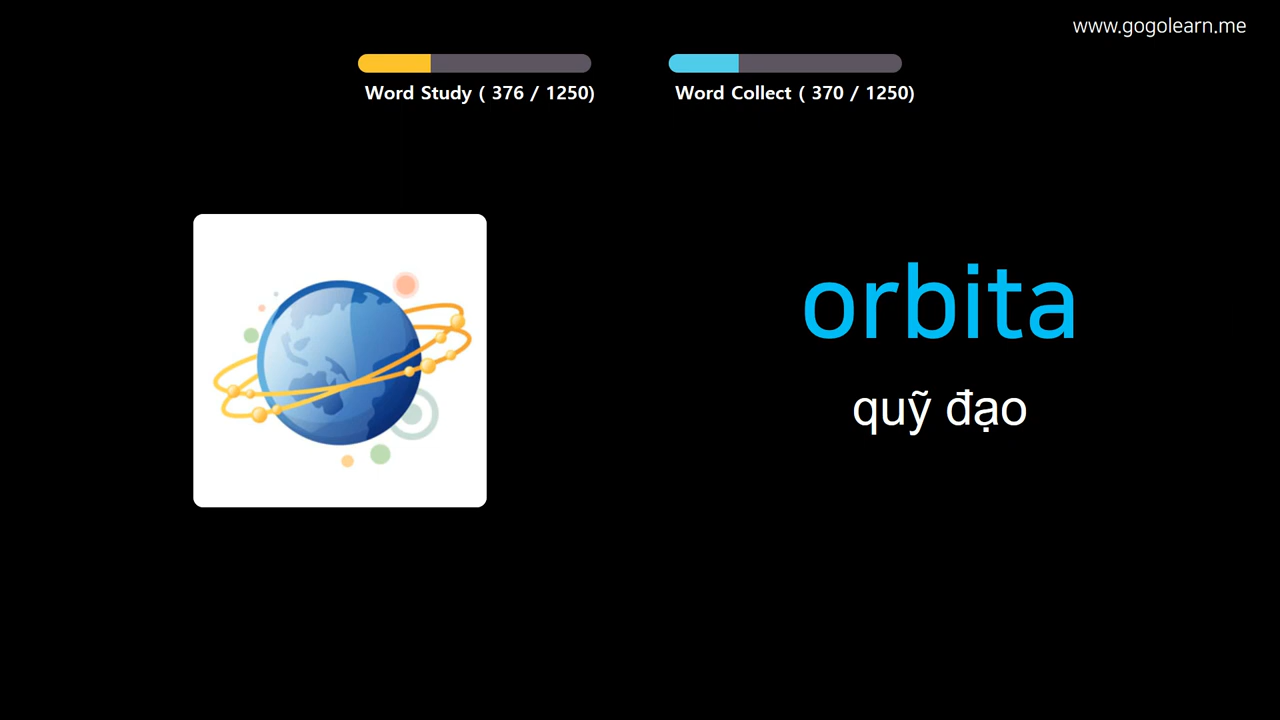 www.gogolearn.me
Word Study ( 376 / 1250)
Word Collect ( 370 / 1250)
orbita
quỹ đạo